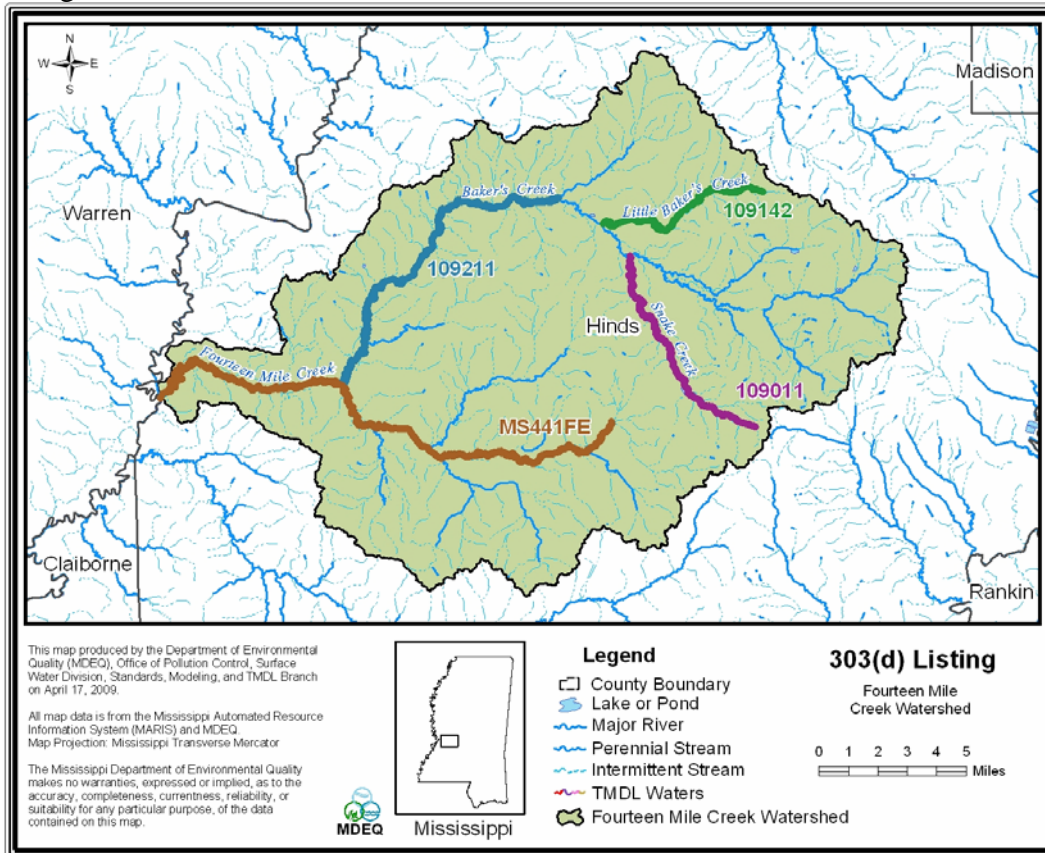 N
W E
S
Madison
Warren
Baker's Creek
Little Baker's Creek
109142
109211
Hinds
Snake Creek
Fourteen Mile Creek
109011
MS441FE
Claiborne
Rankin
This map produced by the Department of Environmental
Quality (MDEQ), Office of Pollution Control, Surface
Water Division, Standards, Modeling, and TMDL Branch
on April 17, 2009.
All map data is from the Mississippi Automated Resource
Information System (MARIS) and MDEQ.
Map Projection: Mississippi Transverse Mercator
The Mississippi Department of Environmental Quality
makes no warranties, expressed or implied, as to the
accuracy, completeness, currentness, reliability, or
suitability for any particular purpose, of the data
contained on this map.
MDEQ
Mississippi
Legend
County Boundary
Lake or Pond
Major River
Perennial Stream
Intermittent Stream
TMDL Waters
Fourteen Mile Creek Watershed
303(d) Listing
Fourteen Mile
Creek Watershed
0 1 2 3 4 5
Miles